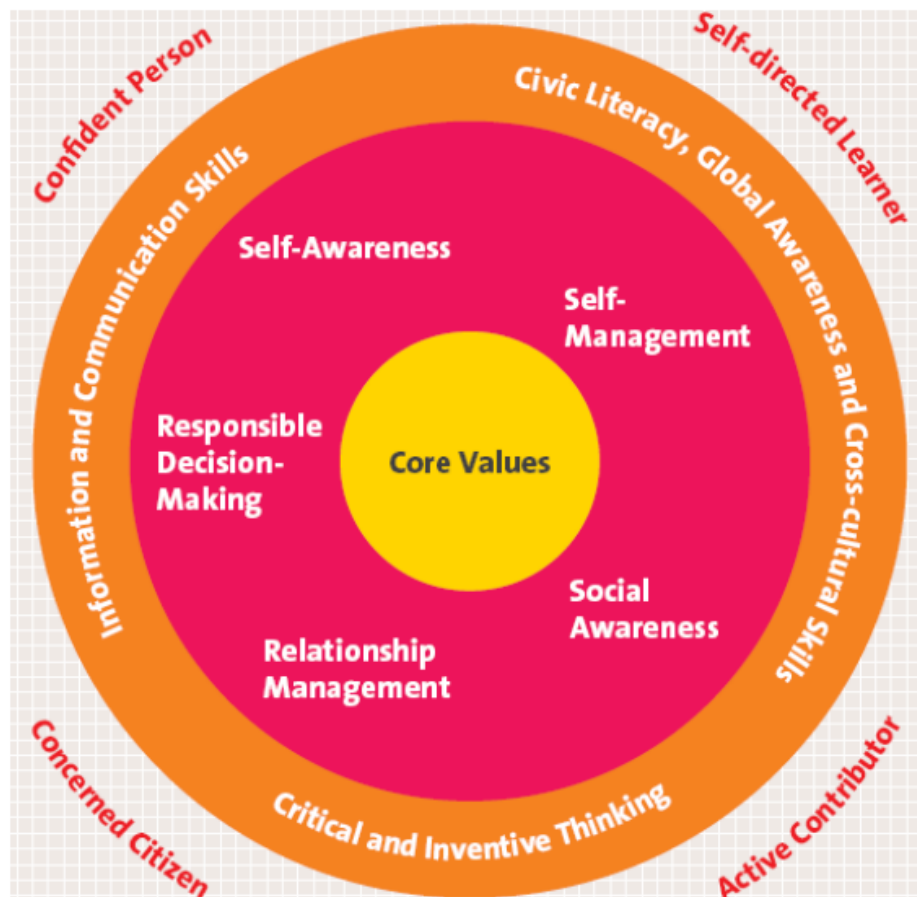 Confident Person
Self-directed Learner
Civic Literacy, Global Awareness and Cross-cultural Skills
Information and Communication Skills
Self-Awareness
Self-
Management
Responsible
Decision-
Making
Core Values
Social
Awareness
Relationship
Management
Critical and Inventive Thinking
Concerned Citizen
Active Contributor